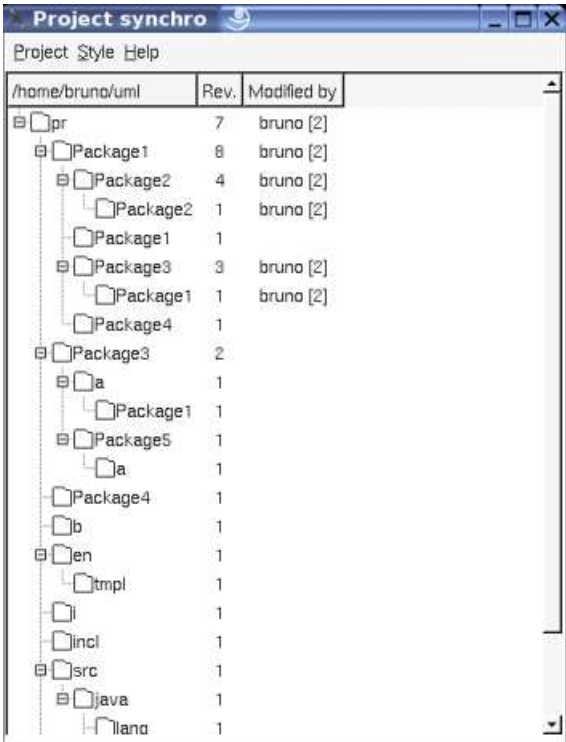 Project synchro
Project Style Help
/home/bruno/uml Rev. Modified by
pr 7 bruno [2]
Package1 8 bruno [2]
Package2 4 bruno [2]
Package2 1 bruno [2]
Package1 1
Package3 3 bruno [2]
Package1 1 bruno [2]
Package4 1
Package3 2
a 1
Package1 1
Package5 1
a 1
Package4 1
b 1
en 1
tmpl 1
i 1
incl 1
src 1
java 1
lang 1